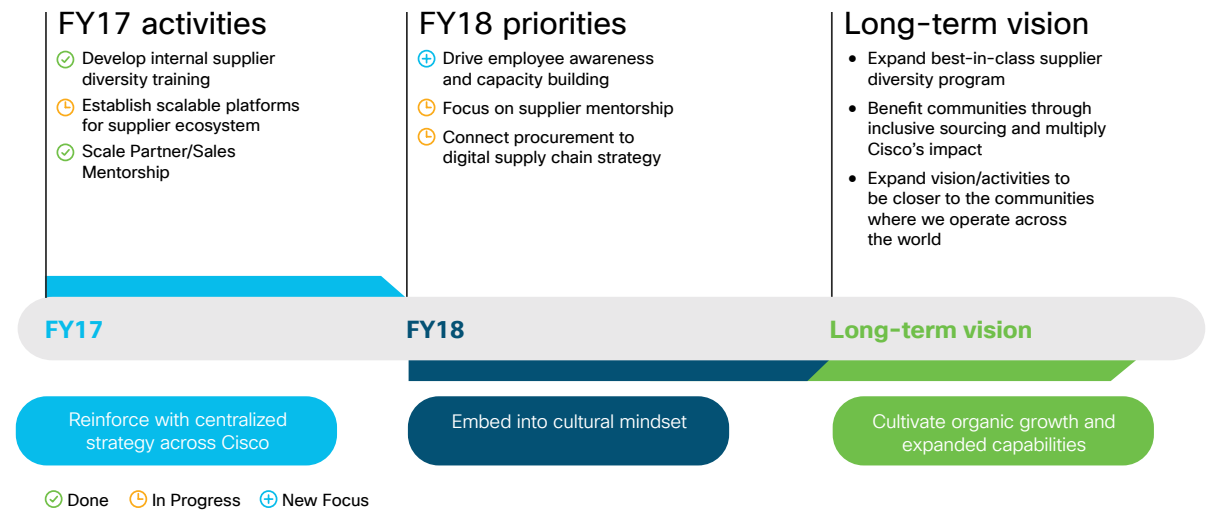 FY17 activities
Develop internal supplier
diversity training
Establish scalable platforms
for supplier ecosystem
Scale Partner/Sales
Mentorship
FY18 priorities
Drive employee awareness
and capacity building
Focus on supplier mentorship
Connect procurement to
digital supply chain strategy
Long-term vision
• Expand best-in-class supplier
diversity program
• Benefit communities through
inclusive sourcing and multiply
Cisco's impact
• Expand vision/activities to
be closer to the communities
where we operate across
the world
FY17
FY18
Long-term vision
Reinforce with centralized
strategy across Cisco
Embed into cultural mindset
Cultivate organic growth and
expanded capabilities
Done In Progress New Focus